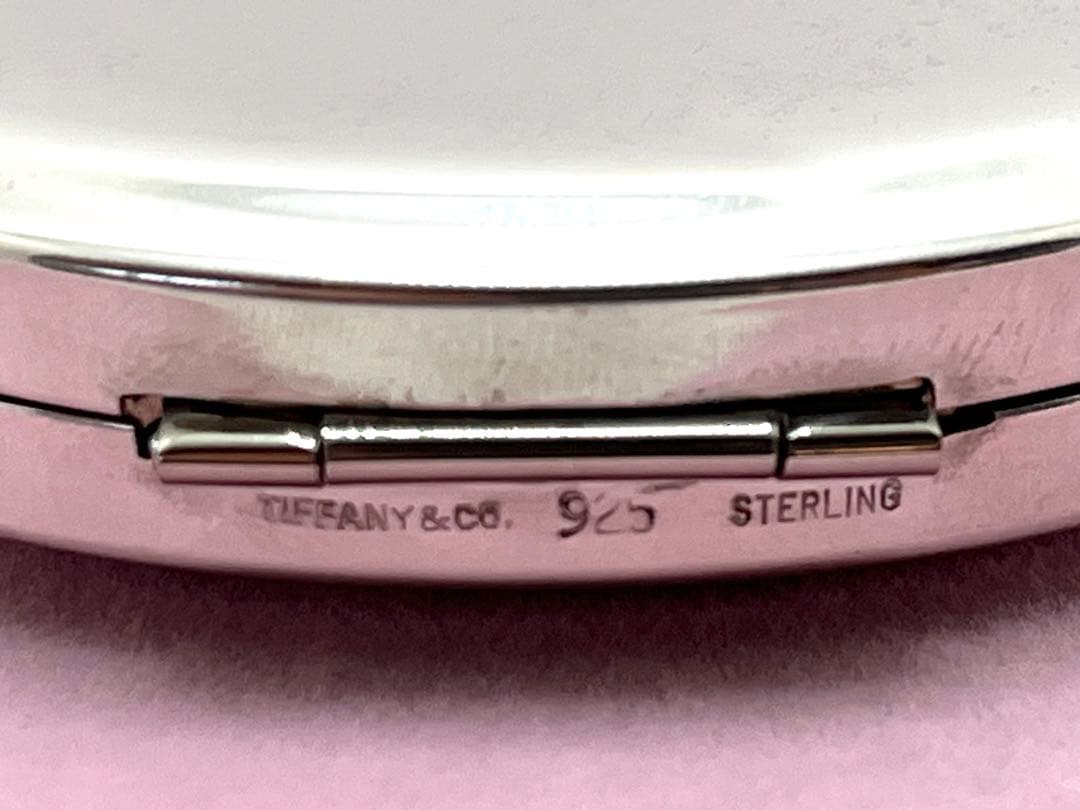 TIFFANY & CO. 925 STERLING